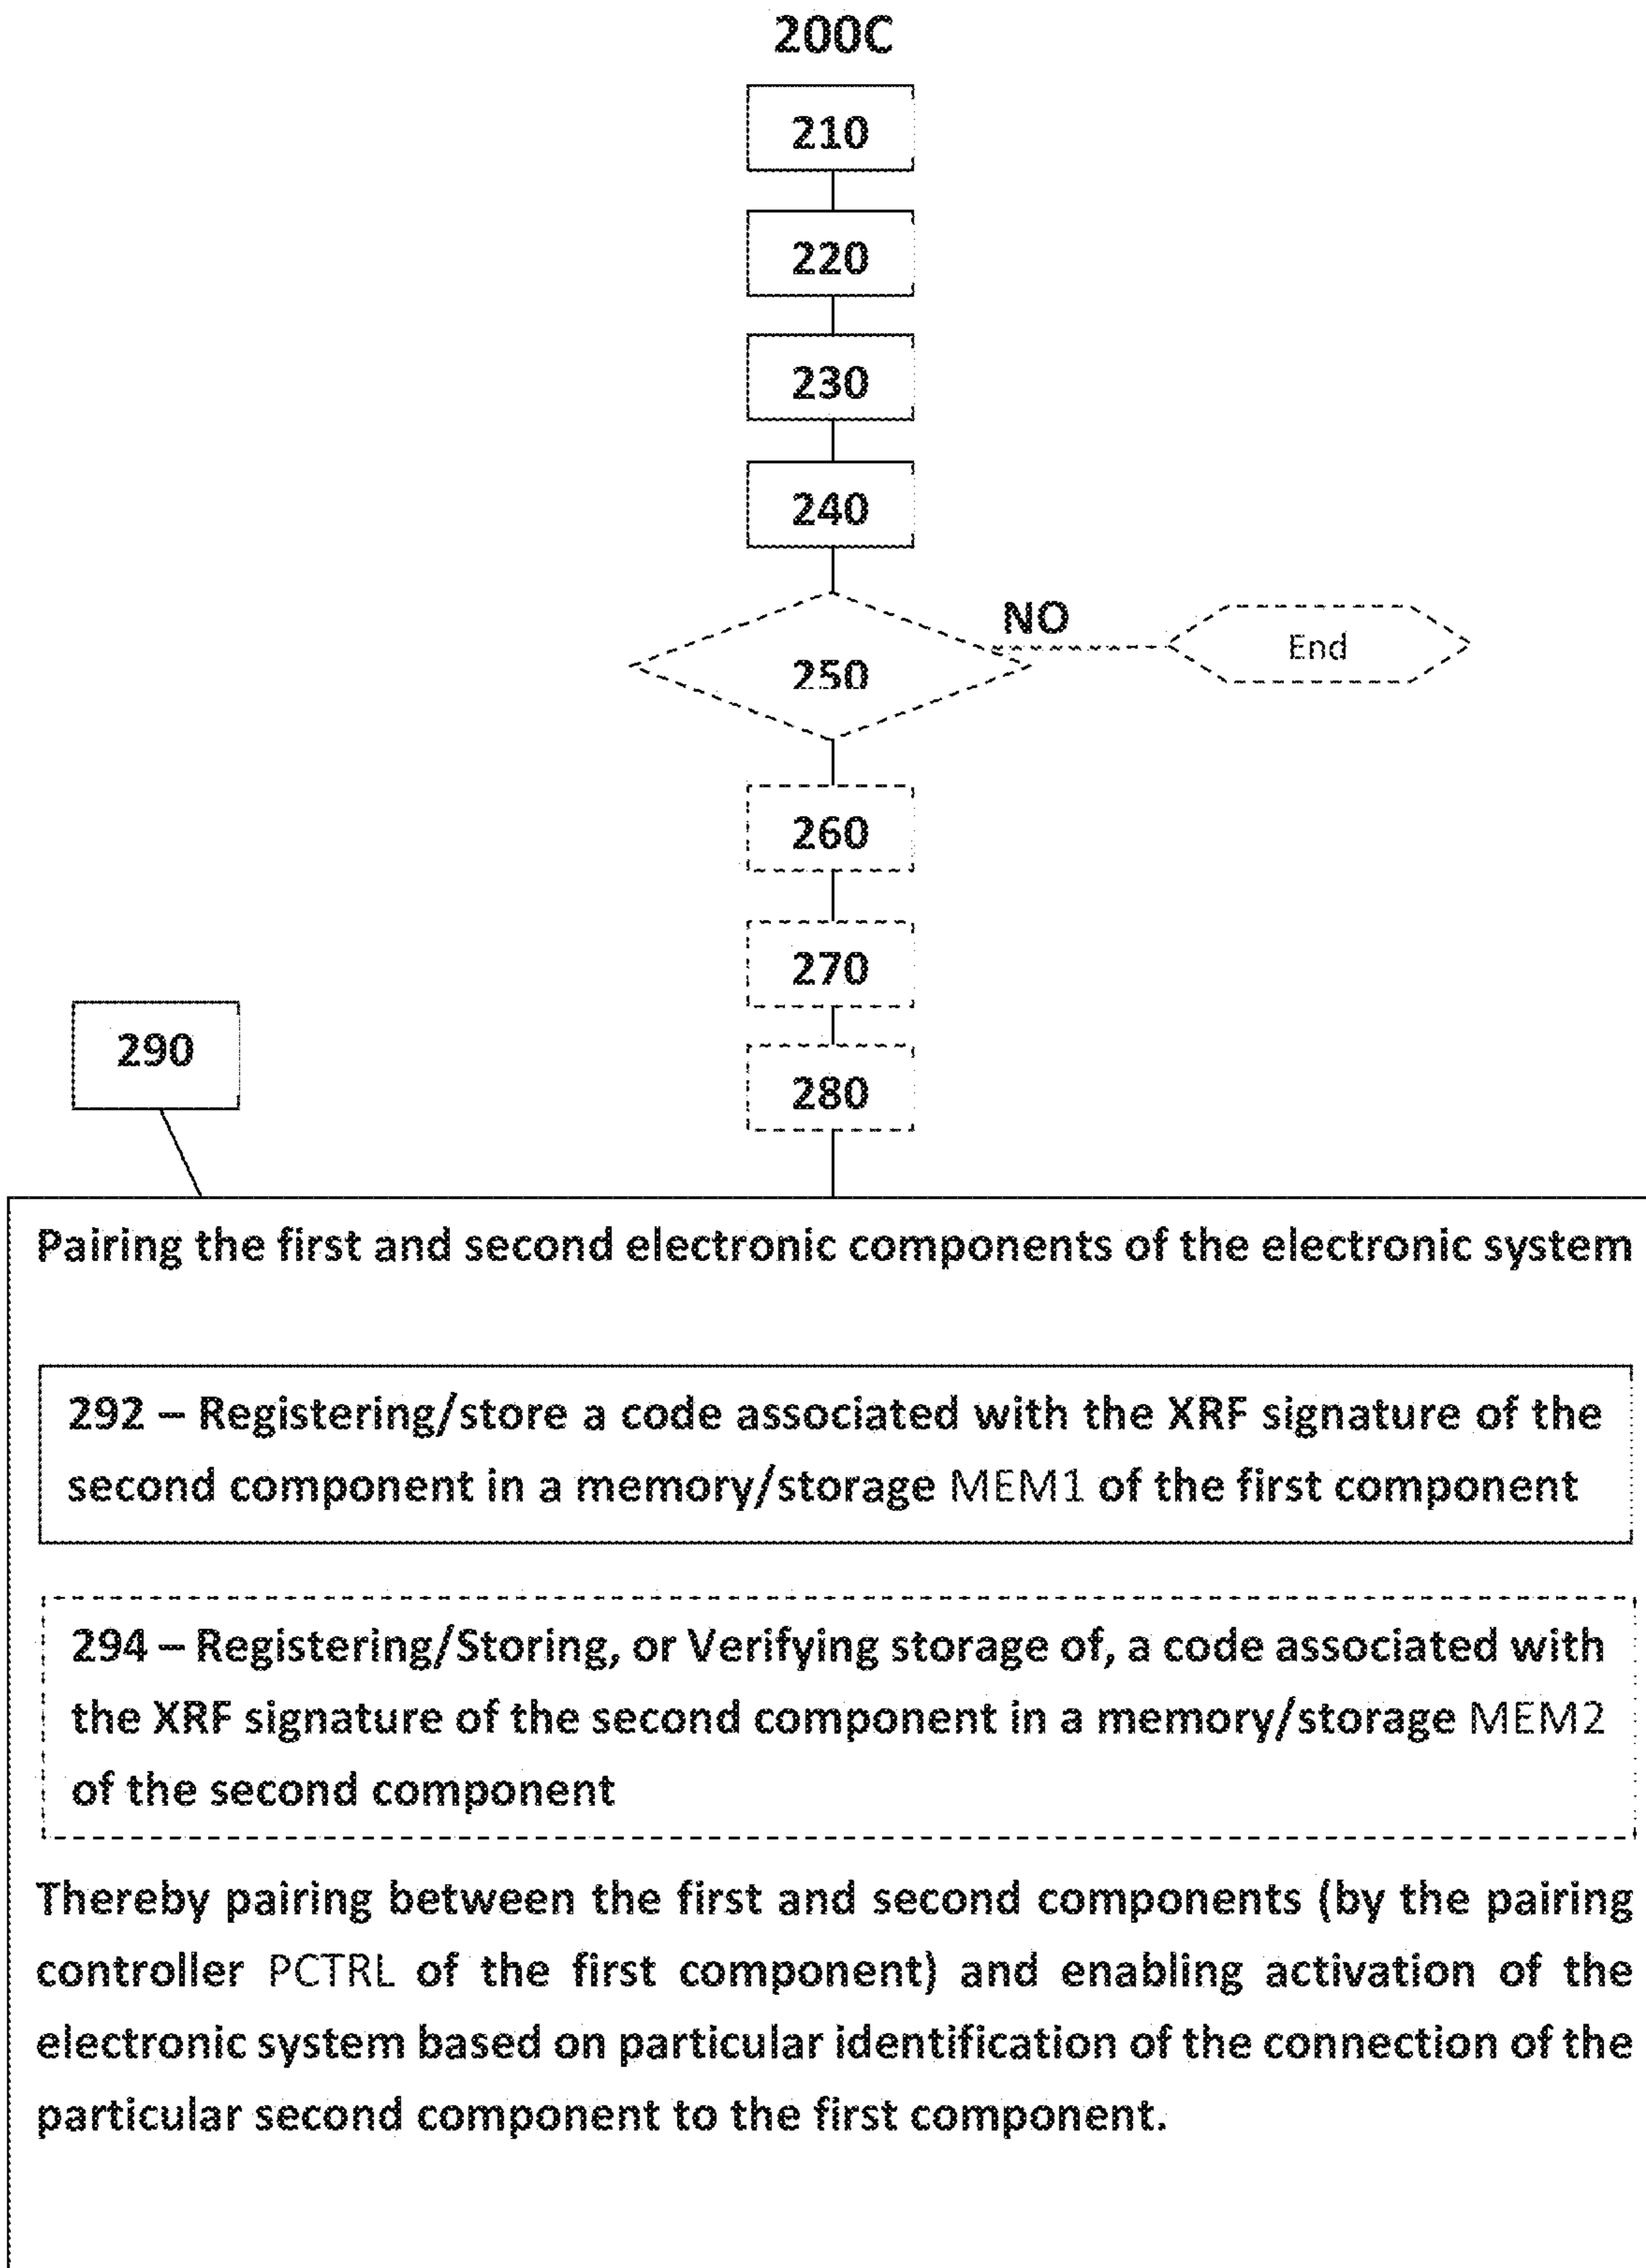 200C
210
220
230
240
NO
End
250
260
270
290
280
Pairing the first and second electronic components of the electronic system
292 – Registering/store a code associated with the XRF signature of the
second component in a memory/storage MEM1 of the first component
294 – Registering/Storing, or Verifying storage of, a code associated with
the XRF signature of the second component in a memory/storage MEM2
of the second component
Thereby pairing between the first and second components (by the pairing
controller PCTRL of the first component) and enabling activation of the
electronic system based on particular identification of the connection of the
particular second component to the first component.